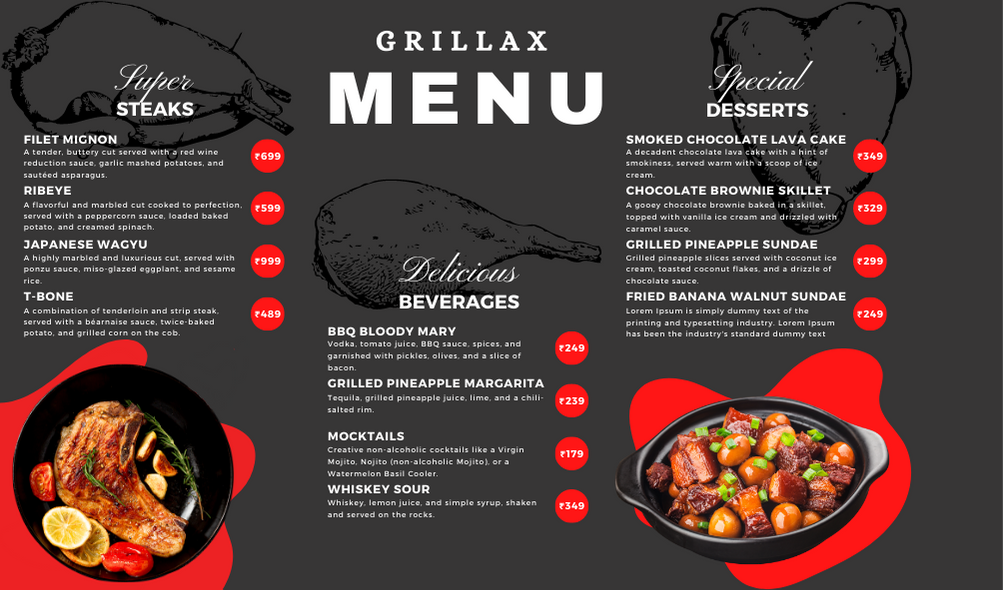 GRILLAX
MENU
Super
STEAKS
FILET MIGNON
A tender, buttery cut served with a red wine
reduction sauce, garlic mashed potatoes, and
sautéed asparagus.
₹699
RIBEYE
A flavorful and marbled cut cooked to perfection,
served with a peppercorn sauce, loaded baked
potato, and creamed spinach.
₹599
JAPANESE WAGYU
A highly marbled and luxurious cut, served with
ponzu sauce, miso-glazed eggplant, and sesame
rice.
₹999
T-BONE
A combination of tenderloin and strip steak,
served with a béarnaise sauce, twice-baked
potato, and grilled corn on the cob.
₹489
Delicious
BEVERAGES
BBQ BLOODY MARY
Vodka, tomato juice, BBQ sauce, spices, and
garnished with pickles, olives, and a slice of
bacon.
₹249
GRILLED PINEAPPLE MARGARITA
Tequila, grilled pineapple juice, lime, and a chili-
salted rim.
₹239
MOCKTAILS
Creative non-alcoholic cocktails like a Virgin
Mojito, Nojito (non-alcoholic Mojito), or a
Watermelon Basil Cooler.
₹179
WHISKEY SOUR
Whiskey, lemon juice, and simple syrup, shaken
and served on the rocks.
₹349
Special
DESSERTS
SMOKED CHOCOLATE LAVA CAKE
A decadent chocolate lava cake with a hint of
smokiness, served warm with a scoop of ice
cream.
₹349
CHOCOLATE BROWNIE SKILLET
A gooey chocolate brownie baked in a skillet,
topped with vanilla ice cream and drizzled with
caramel sauce.
₹329
GRILLED PINEAPPLE SUNDAE
Grilled pineapple slices served with coconut ice
cream, toasted coconut flakes, and a drizzle of
chocolate sauce.
₹299
FRIED BANANA WALNUT SUNDAE
Lorem Ipsum is simply dummy text of the
printing and typesetting industry. Lorem Ipsum
has been the industry's standard dummy text
₹249